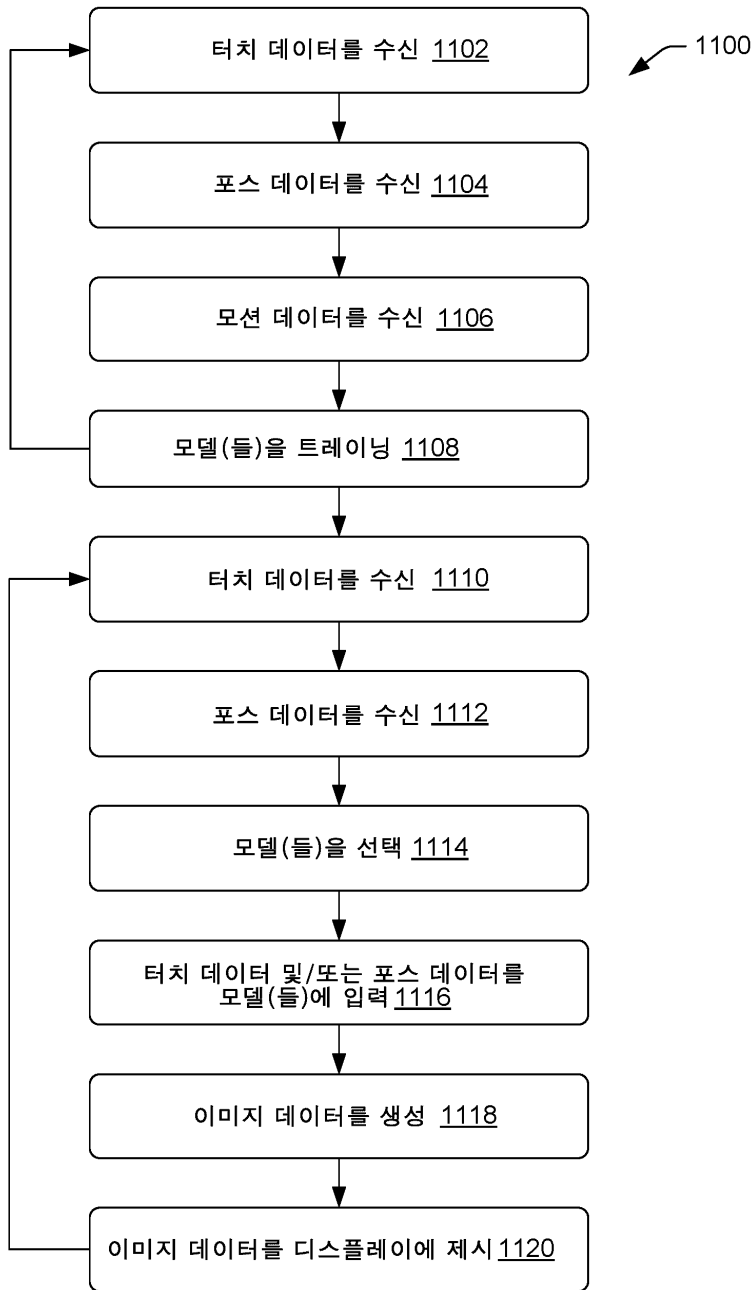 터치 데이터를 수신 1102
1100
포스 데이터를 수신 1104
모션 데이터를 수신 1106
모델(들)을 트레이닝 1108
터치 데이터를 수신 1110
포스 데이터를 수신 1112
모델(들)을 선택 1114
터치 데이터 및/또는 포스 데이터를
모델(들)에 입력 1116
이미지 데이터를 생성 1118
이미지 데이터를 디스플레이에 제시 1120